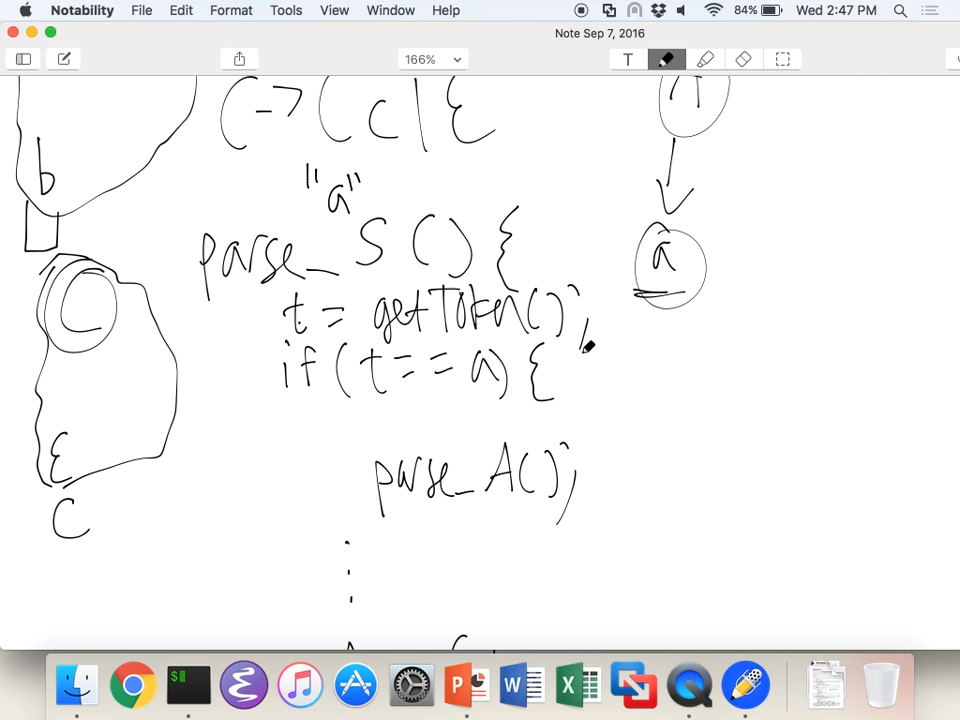 Notability File Edit Format Tools View Window Help 84% Wed 2:47 PM
Note Sep 7, 2016
166%
T
C -> C c | ε
b
"a"
parse_S() {
a
C
t = getToken();
if (t == a) {
ε
parse_A();
C
$
P
W
X